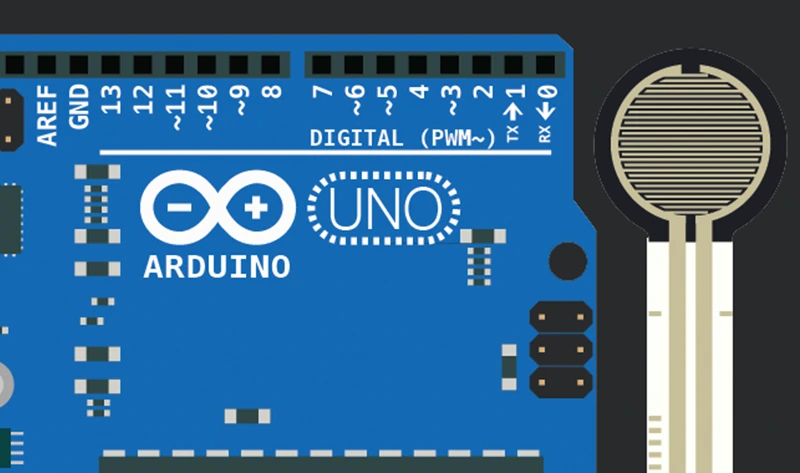 AREF
GND
13
12
~11
~10
~9
8
7
~6
~5
4
~3
2
TX→1
RX←0
DIGITAL (PWM~)
UNO
ARDUINO